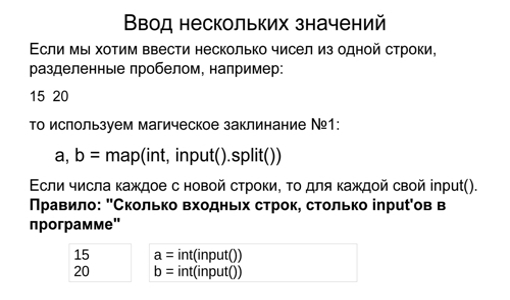 Ввод нескольких значений
Если мы хотим ввести несколько чисел из одной строки,
разделенные пробелом, например:
15  20
то используем магическое заклинание №1:
a, b = map(int, input().split())
Если числа каждое с новой строки, то для каждой свой input().
Правило: "Сколько входных строк, столько input'ов в
программе"
15
20
a = int(input())
b = int(input())